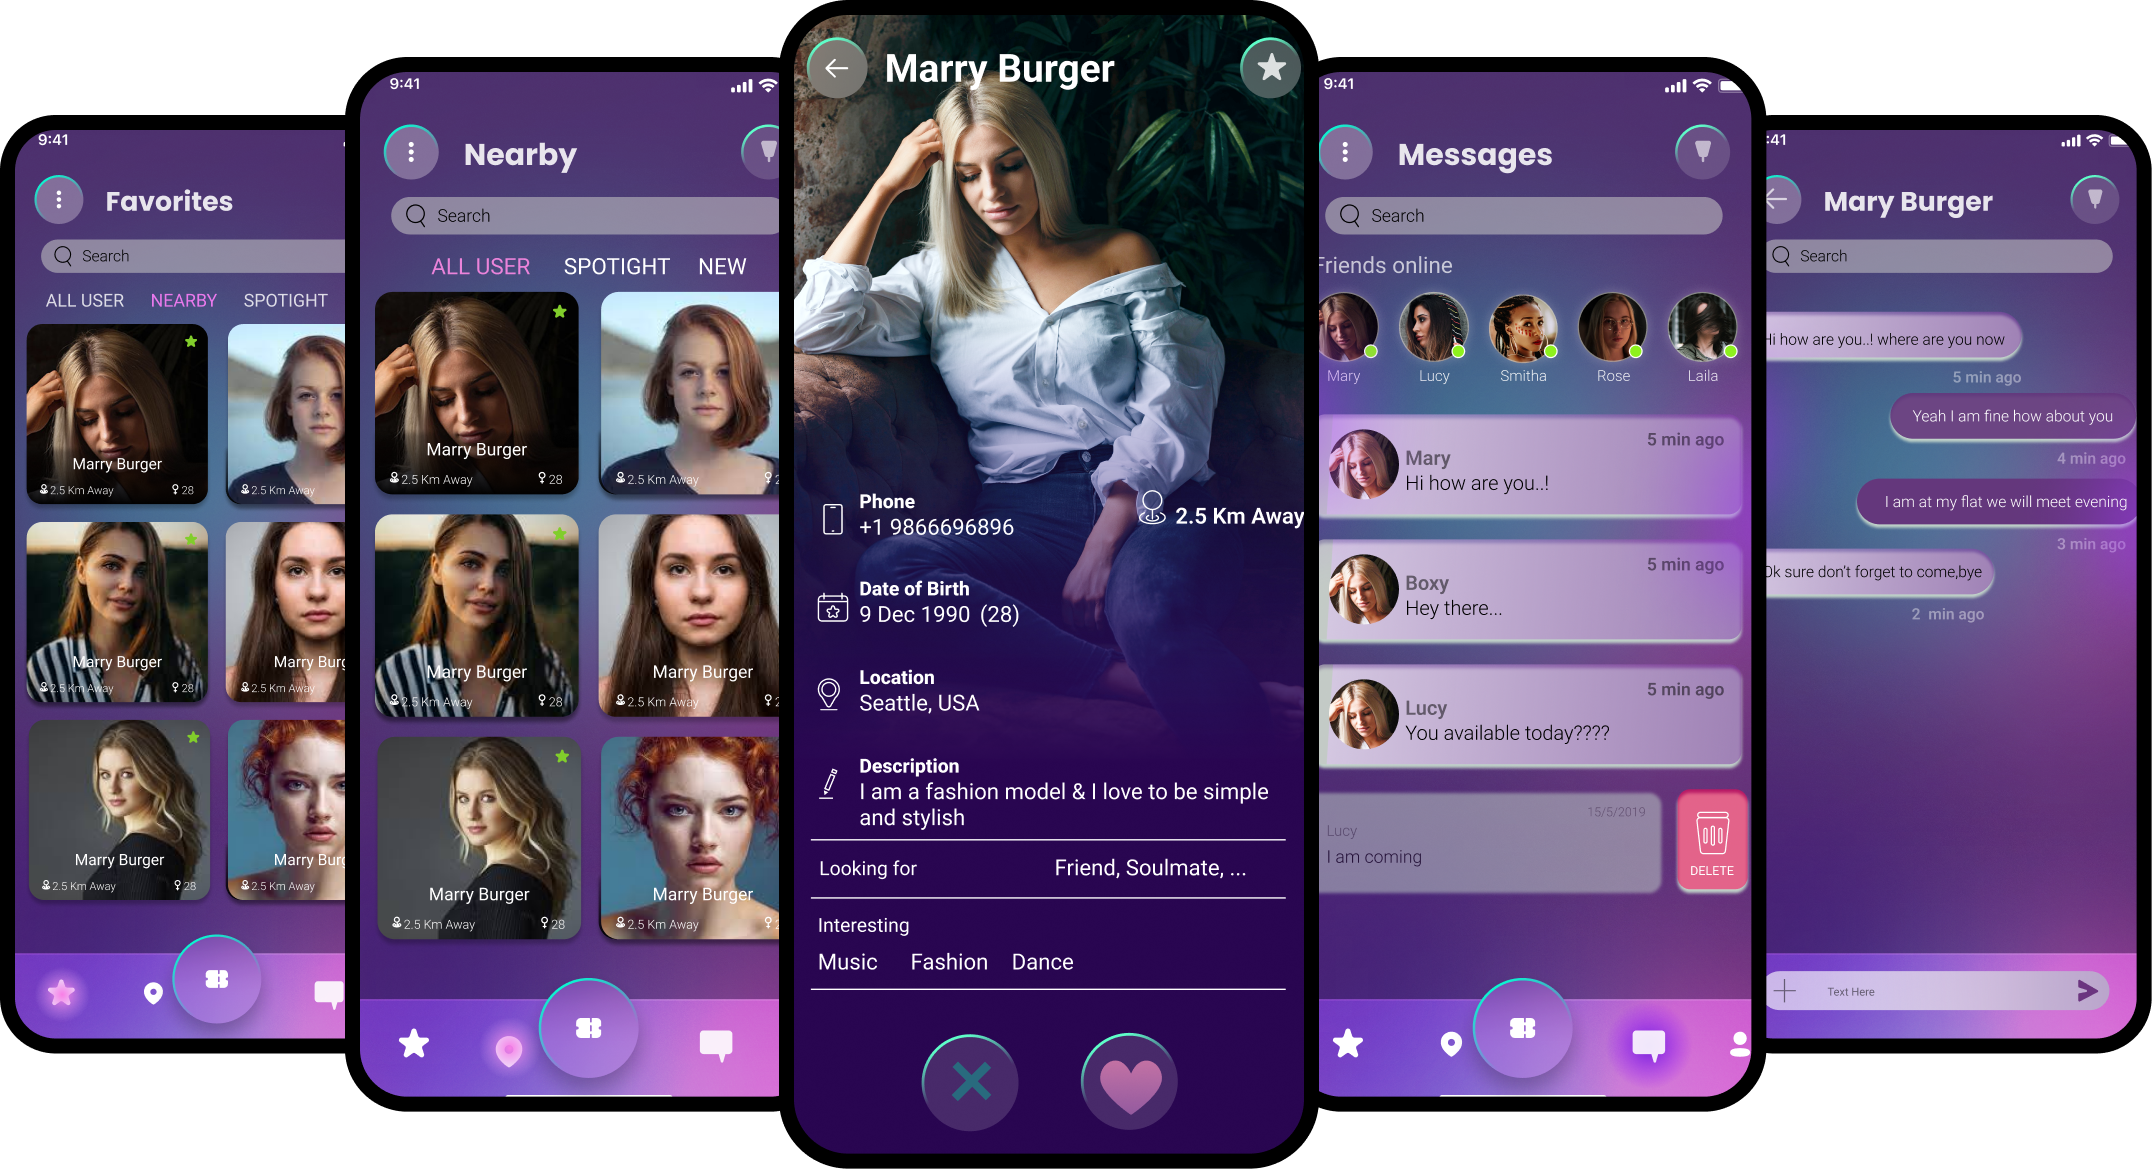 9:41
Favorites
Search
ALL USER NEARBY SPOTIGHT
Marry Burger
2.5 Km Away 28
2.5 Km Away
Marry Burger
2.5 Km Away 28
Marry Burg
2.5 Km Away
Marry Burger
2.5 Km Away 28
Marry Burg
2.5 Km Away
9:41
Nearby
Search
ALL USER SPOTIGHT NEW
Marry Burger
2.5 Km Away 28
2.5 Km Away 2
Marry Burger
2.5 Km Away 28
Marry Burger
2.5 Km Away 2
Marry Burger
2.5 Km Away 28
Marry Burger
2.5 Km Away 2
Marry Burger
Phone
+1 9866696896
2.5 Km Away
Date of Birth
9 Dec 1990 (28)
Location
Seattle, USA
Description
I am a fashion model & I love to be simple
and stylish
Looking for Friend, Soulmate, ...
Interesting
Music Fashion Dance
9:41
Messages
Search
Friends online
Mary Lucy Smitha Rose Laila
5 min ago
Mary
Hi how are you..!
5 min ago
Boxy
Hey there...
5 min ago
Lucy
You available today????
15/5/2019
Lucy
I am coming
DELETE
:41
Mary Burger
Search
Hi how are you..! where are you now
5 min ago
Yeah I am fine how about you
4 min ago
I am at my flat we will meet evening
3 min ago
Ok sure don't forget to come,bye
2 min ago
Text Here